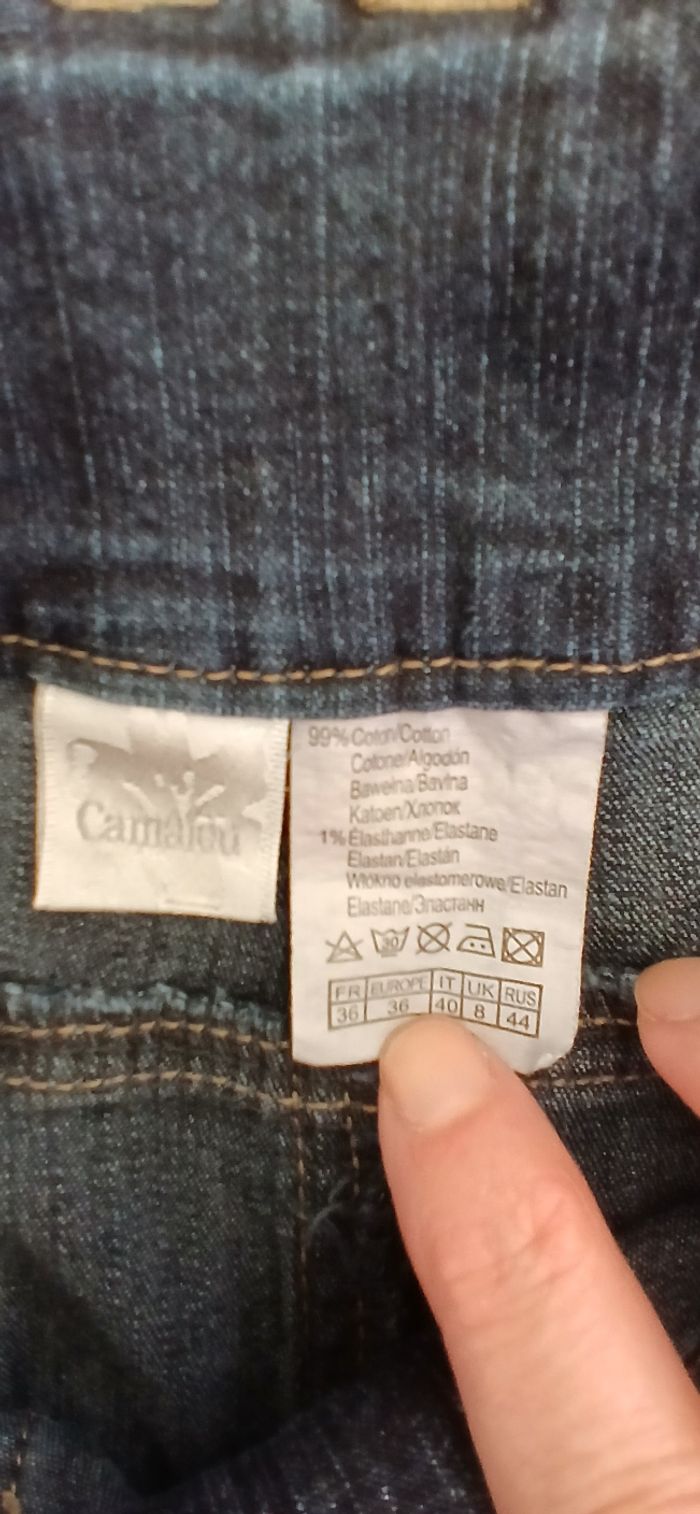 Camaïeu
99% Coton/Cotton
Cotone/Algodón
Bawełna/Bavlna
Katoen/Хлопок
1% Élasthanne/Elastane
Elastan/Elastán
Włókno elastomerowe/Elastan
Elastane/Эластанн
30
FR EUROPE IT UK RUS
36 36 40 8 44